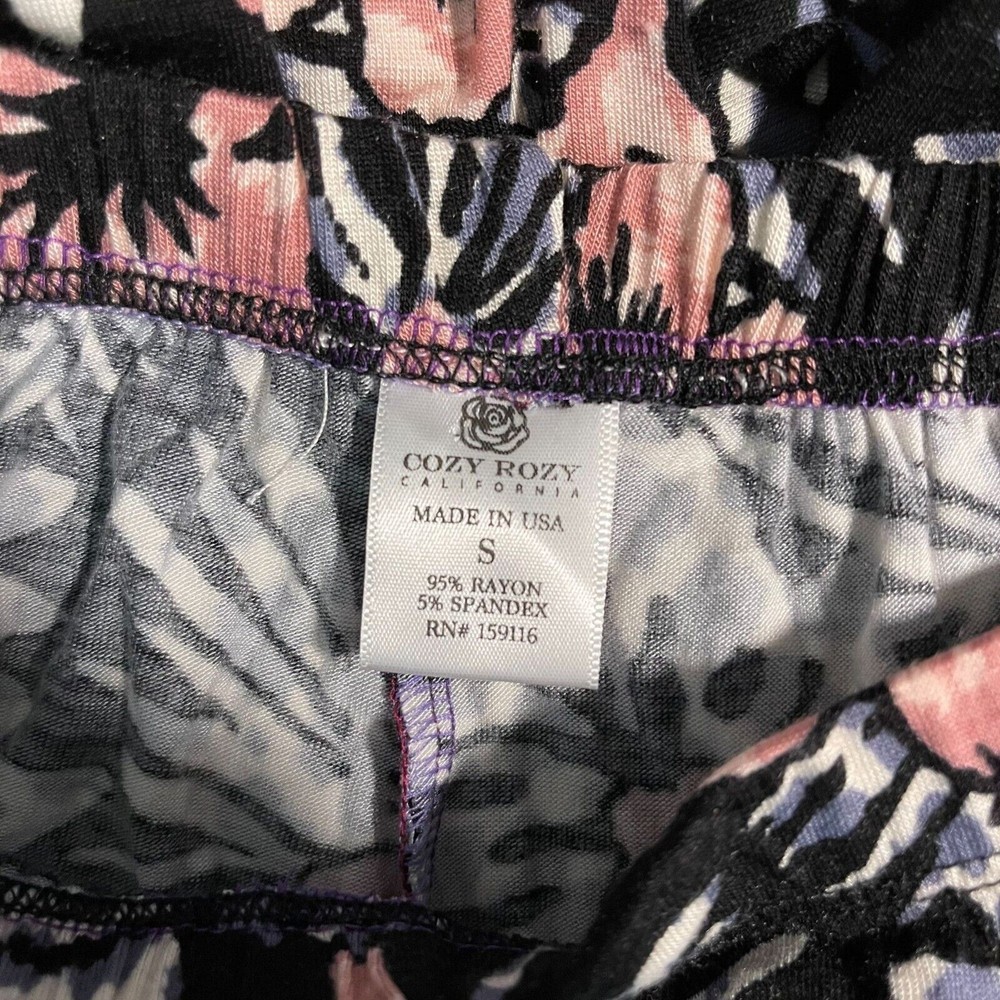 COZY ROZY
CALIFORNIA
MADE IN USA
S
95% RAYON
5% SPANDEX
RN# 159116